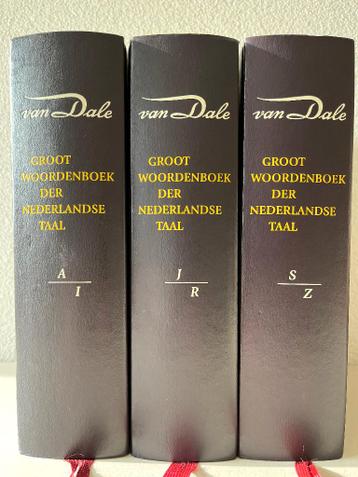 van Dale
GROOT
WOORDENBOEK
DER
NEDERLANDSE
TAAL
A
I
van Dale
GROOT
WOORDENBOEK
DER
NEDERLANDSE
TAAL
J
R
van Dale
GROOT
WOORDENBOEK
DER
NEDERLANDSE
TAAL
S
Z